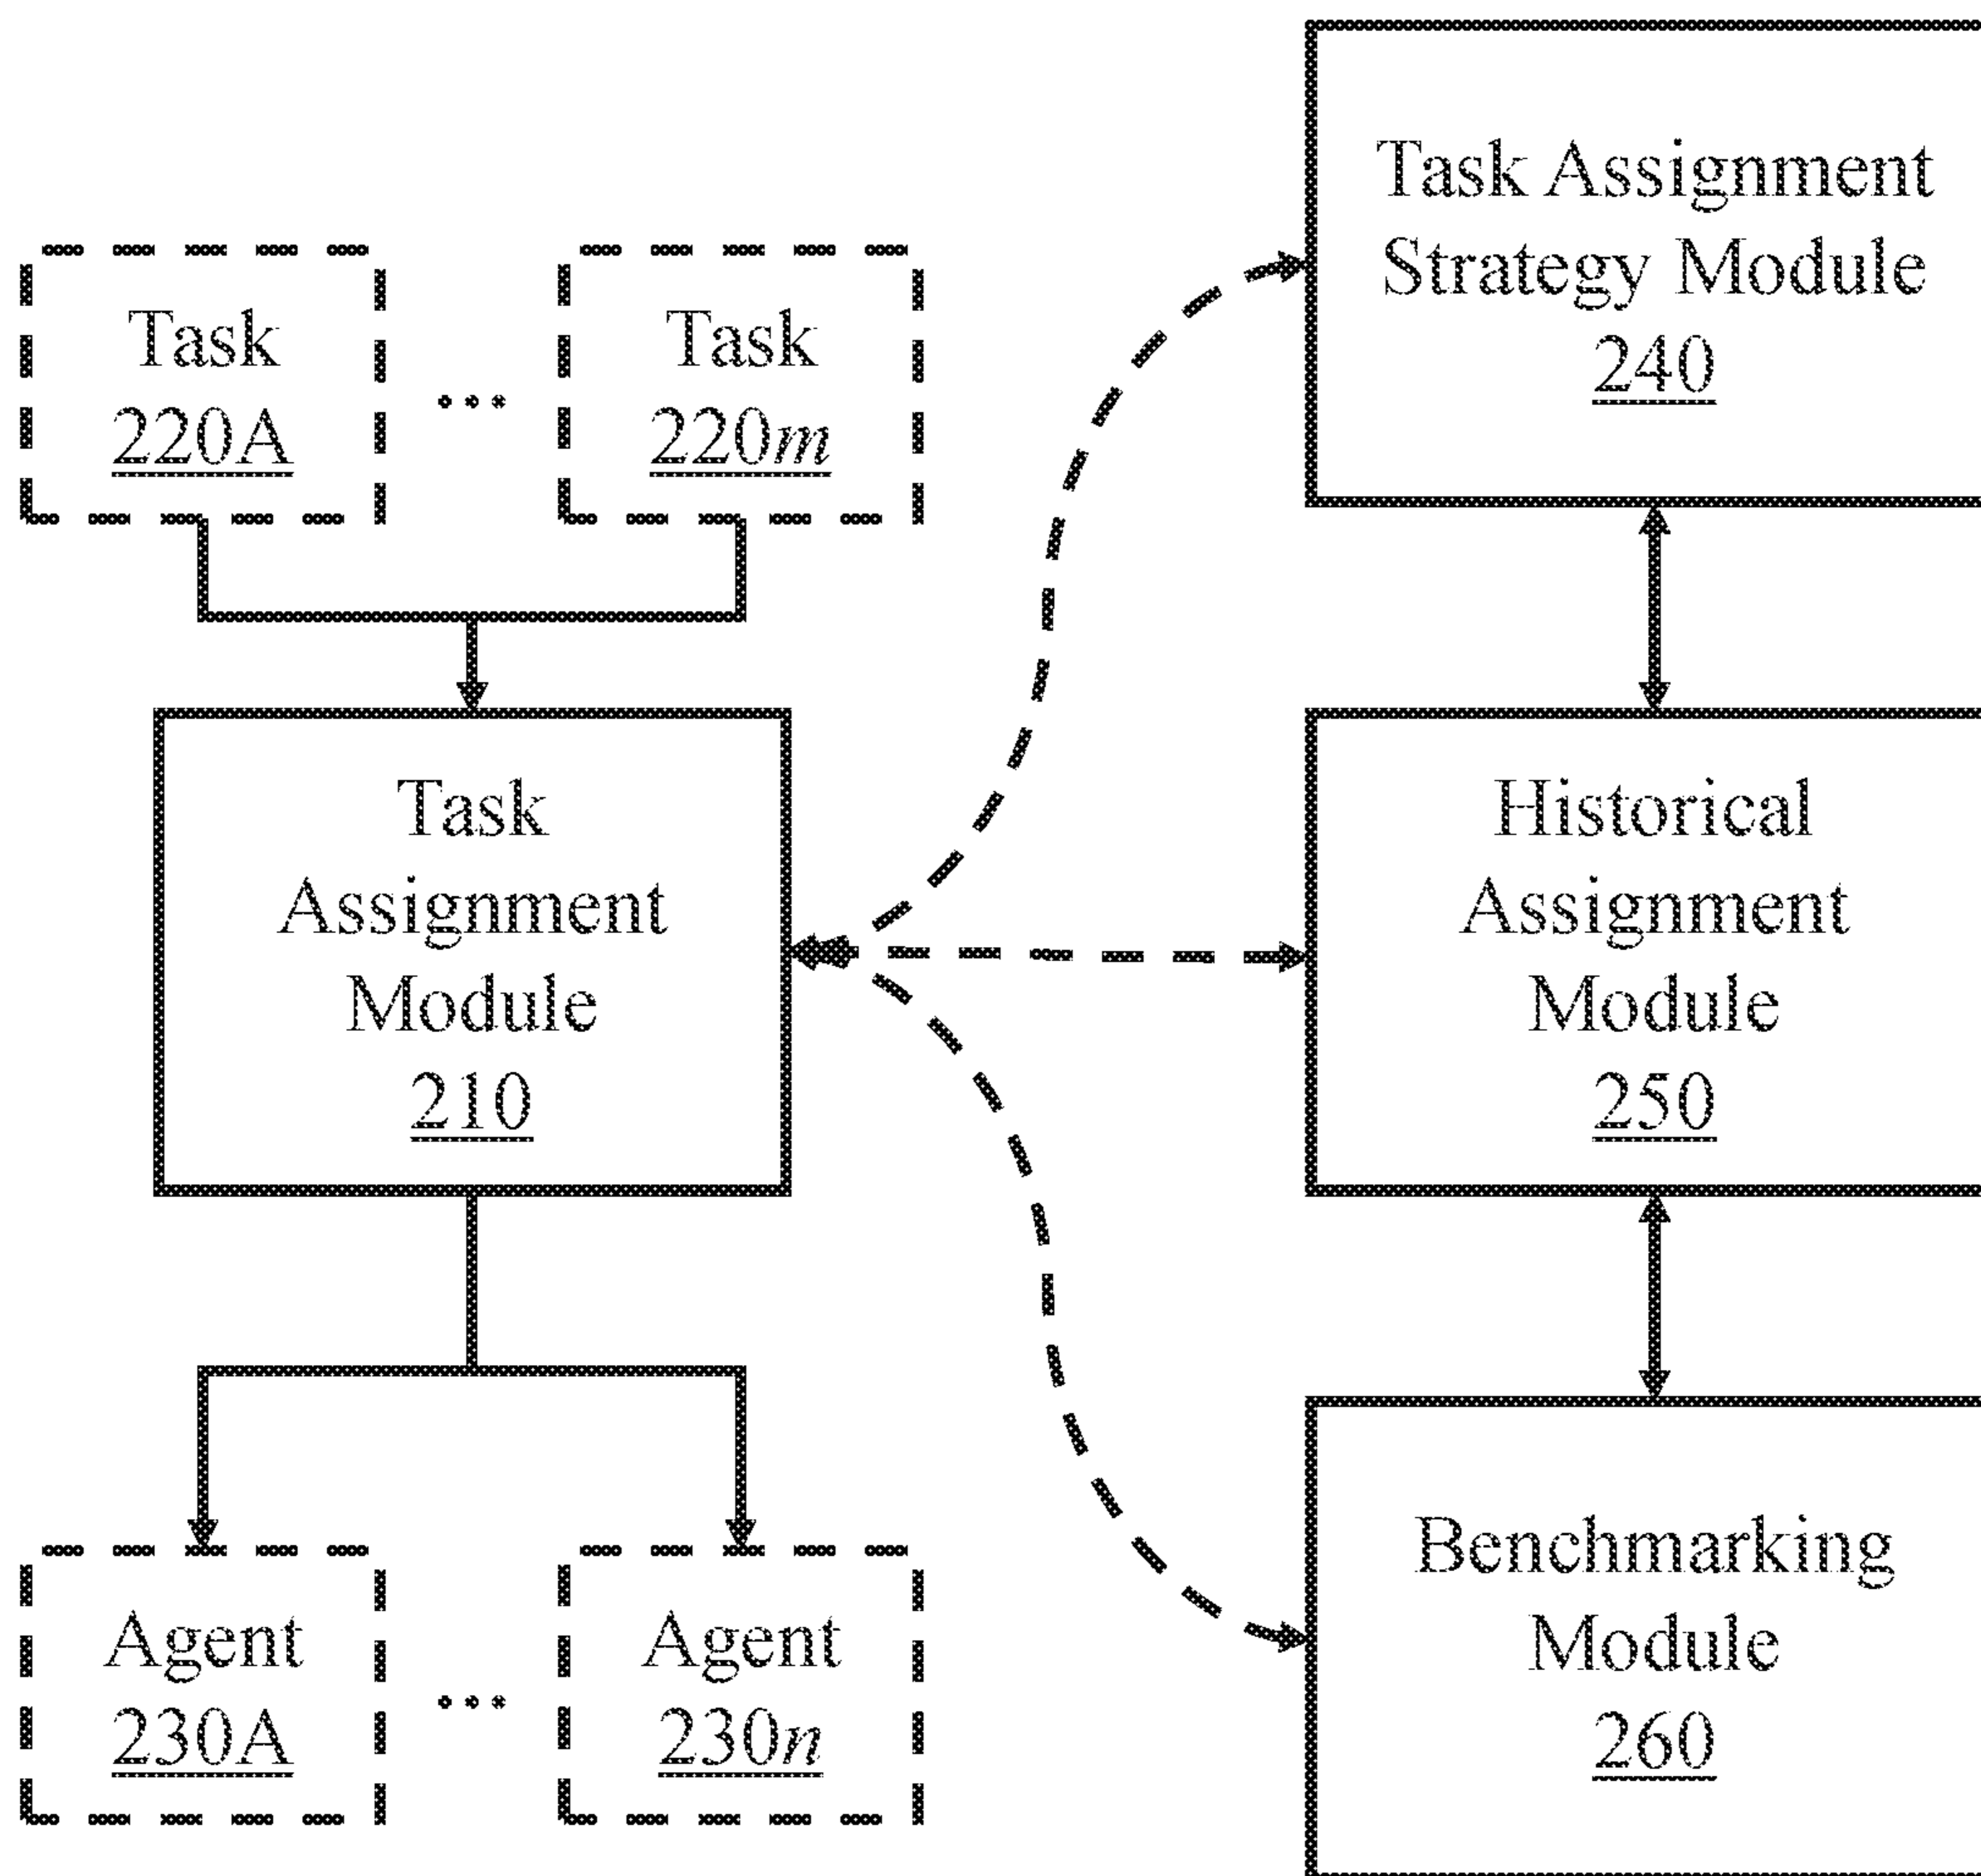 Task
220A
...
Task
220m
Task Assignment
Strategy Module
240
Task
Assignment
Module
210
Historical
Assignment
Module
250
Agent
230A
...
Agent
230n
Benchmarking
Module
260